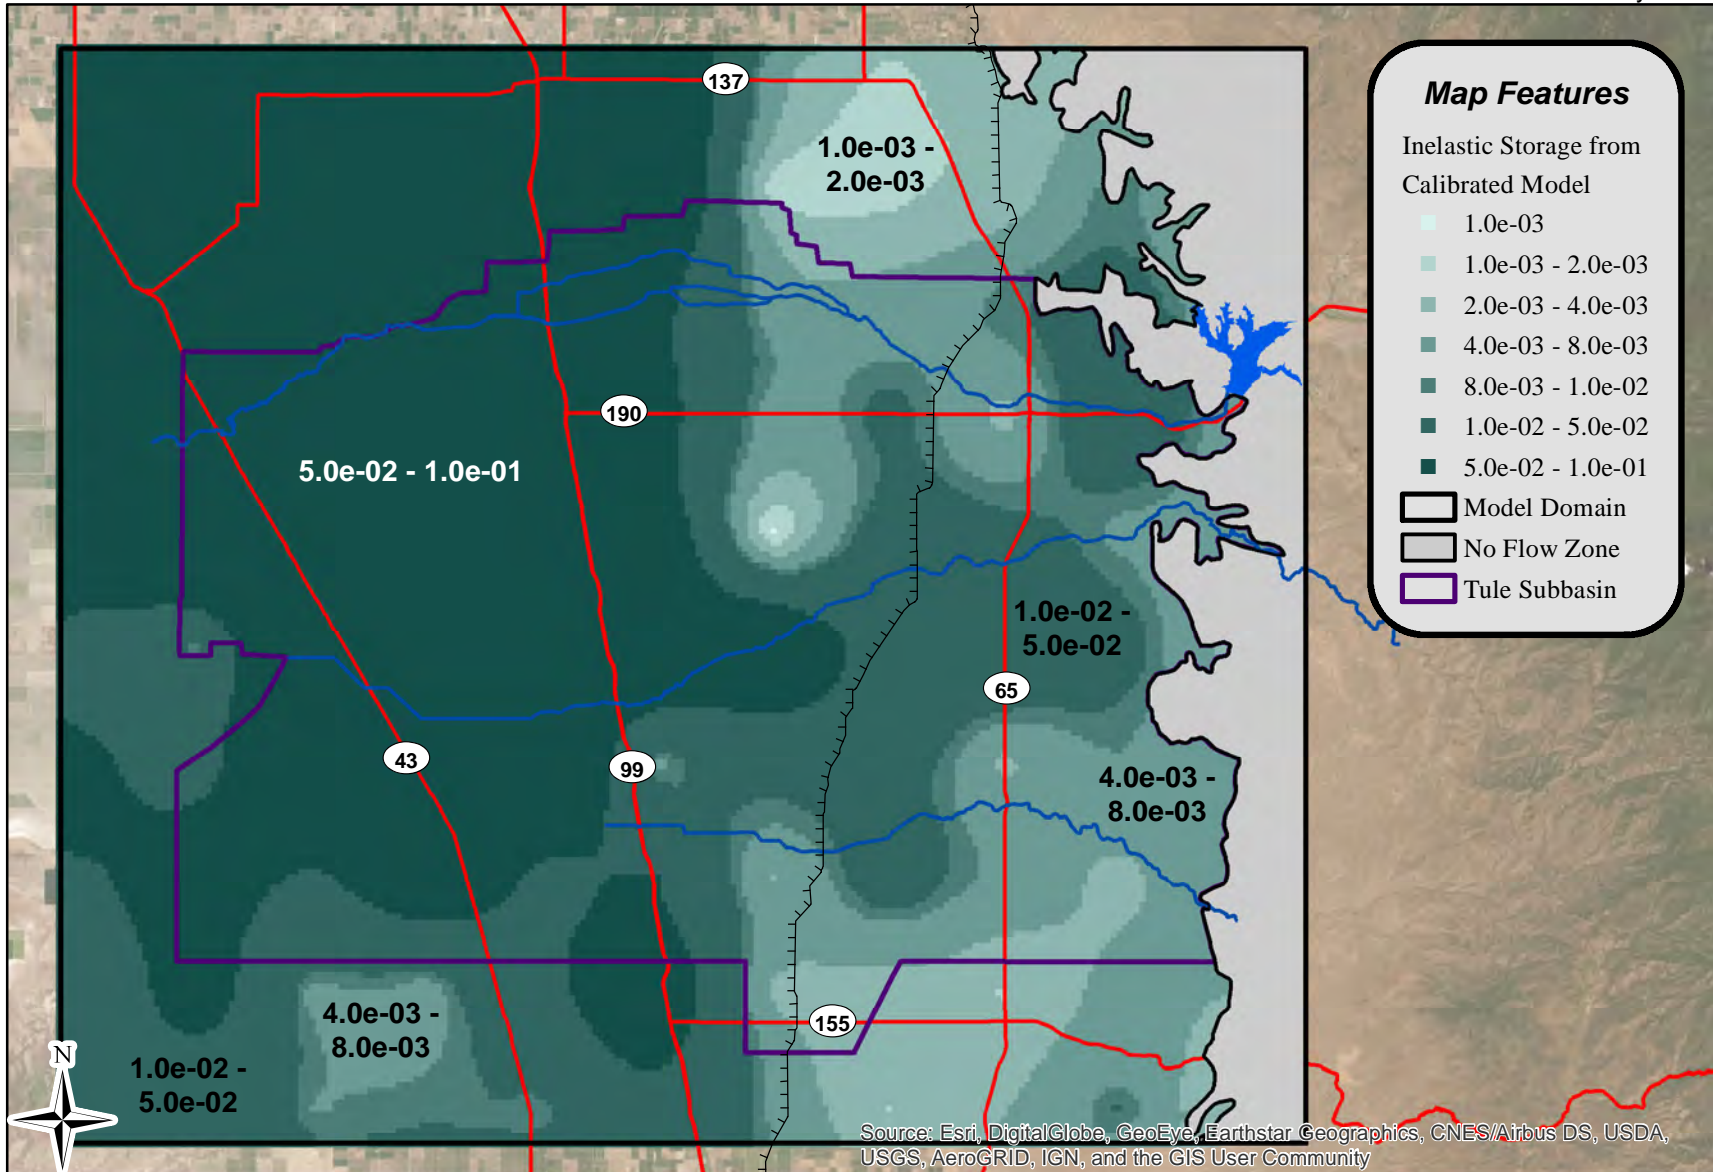 137
Map Features
Inelastic Storage from
Calibrated Model
1.0e-03
1.0e-03 - 2.0e-03
2.0e-03 - 4.0e-03
4.0e-03 - 8.0e-03
8.0e-03 - 1.0e-02
1.0e-02 - 5.0e-02
5.0e-02 - 1.0e-01
Model Domain
No Flow Zone
Tule Subbasin
1.0e-03 -
2.0e-03
190
5.0e-02 - 1.0e-01
1.0e-02 -
5.0e-02
65
43
99
4.0e-03 -
8.0e-03
4.0e-03 -
8.0e-03
155
1.0e-02 -
5.0e-02
N
Source: Esri, DigitalGlobe, GeoEye, Earthstar Geographics, CNES/Airbus DS, USDA,
USGS, AeroGRID, IGN, and the GIS User Community